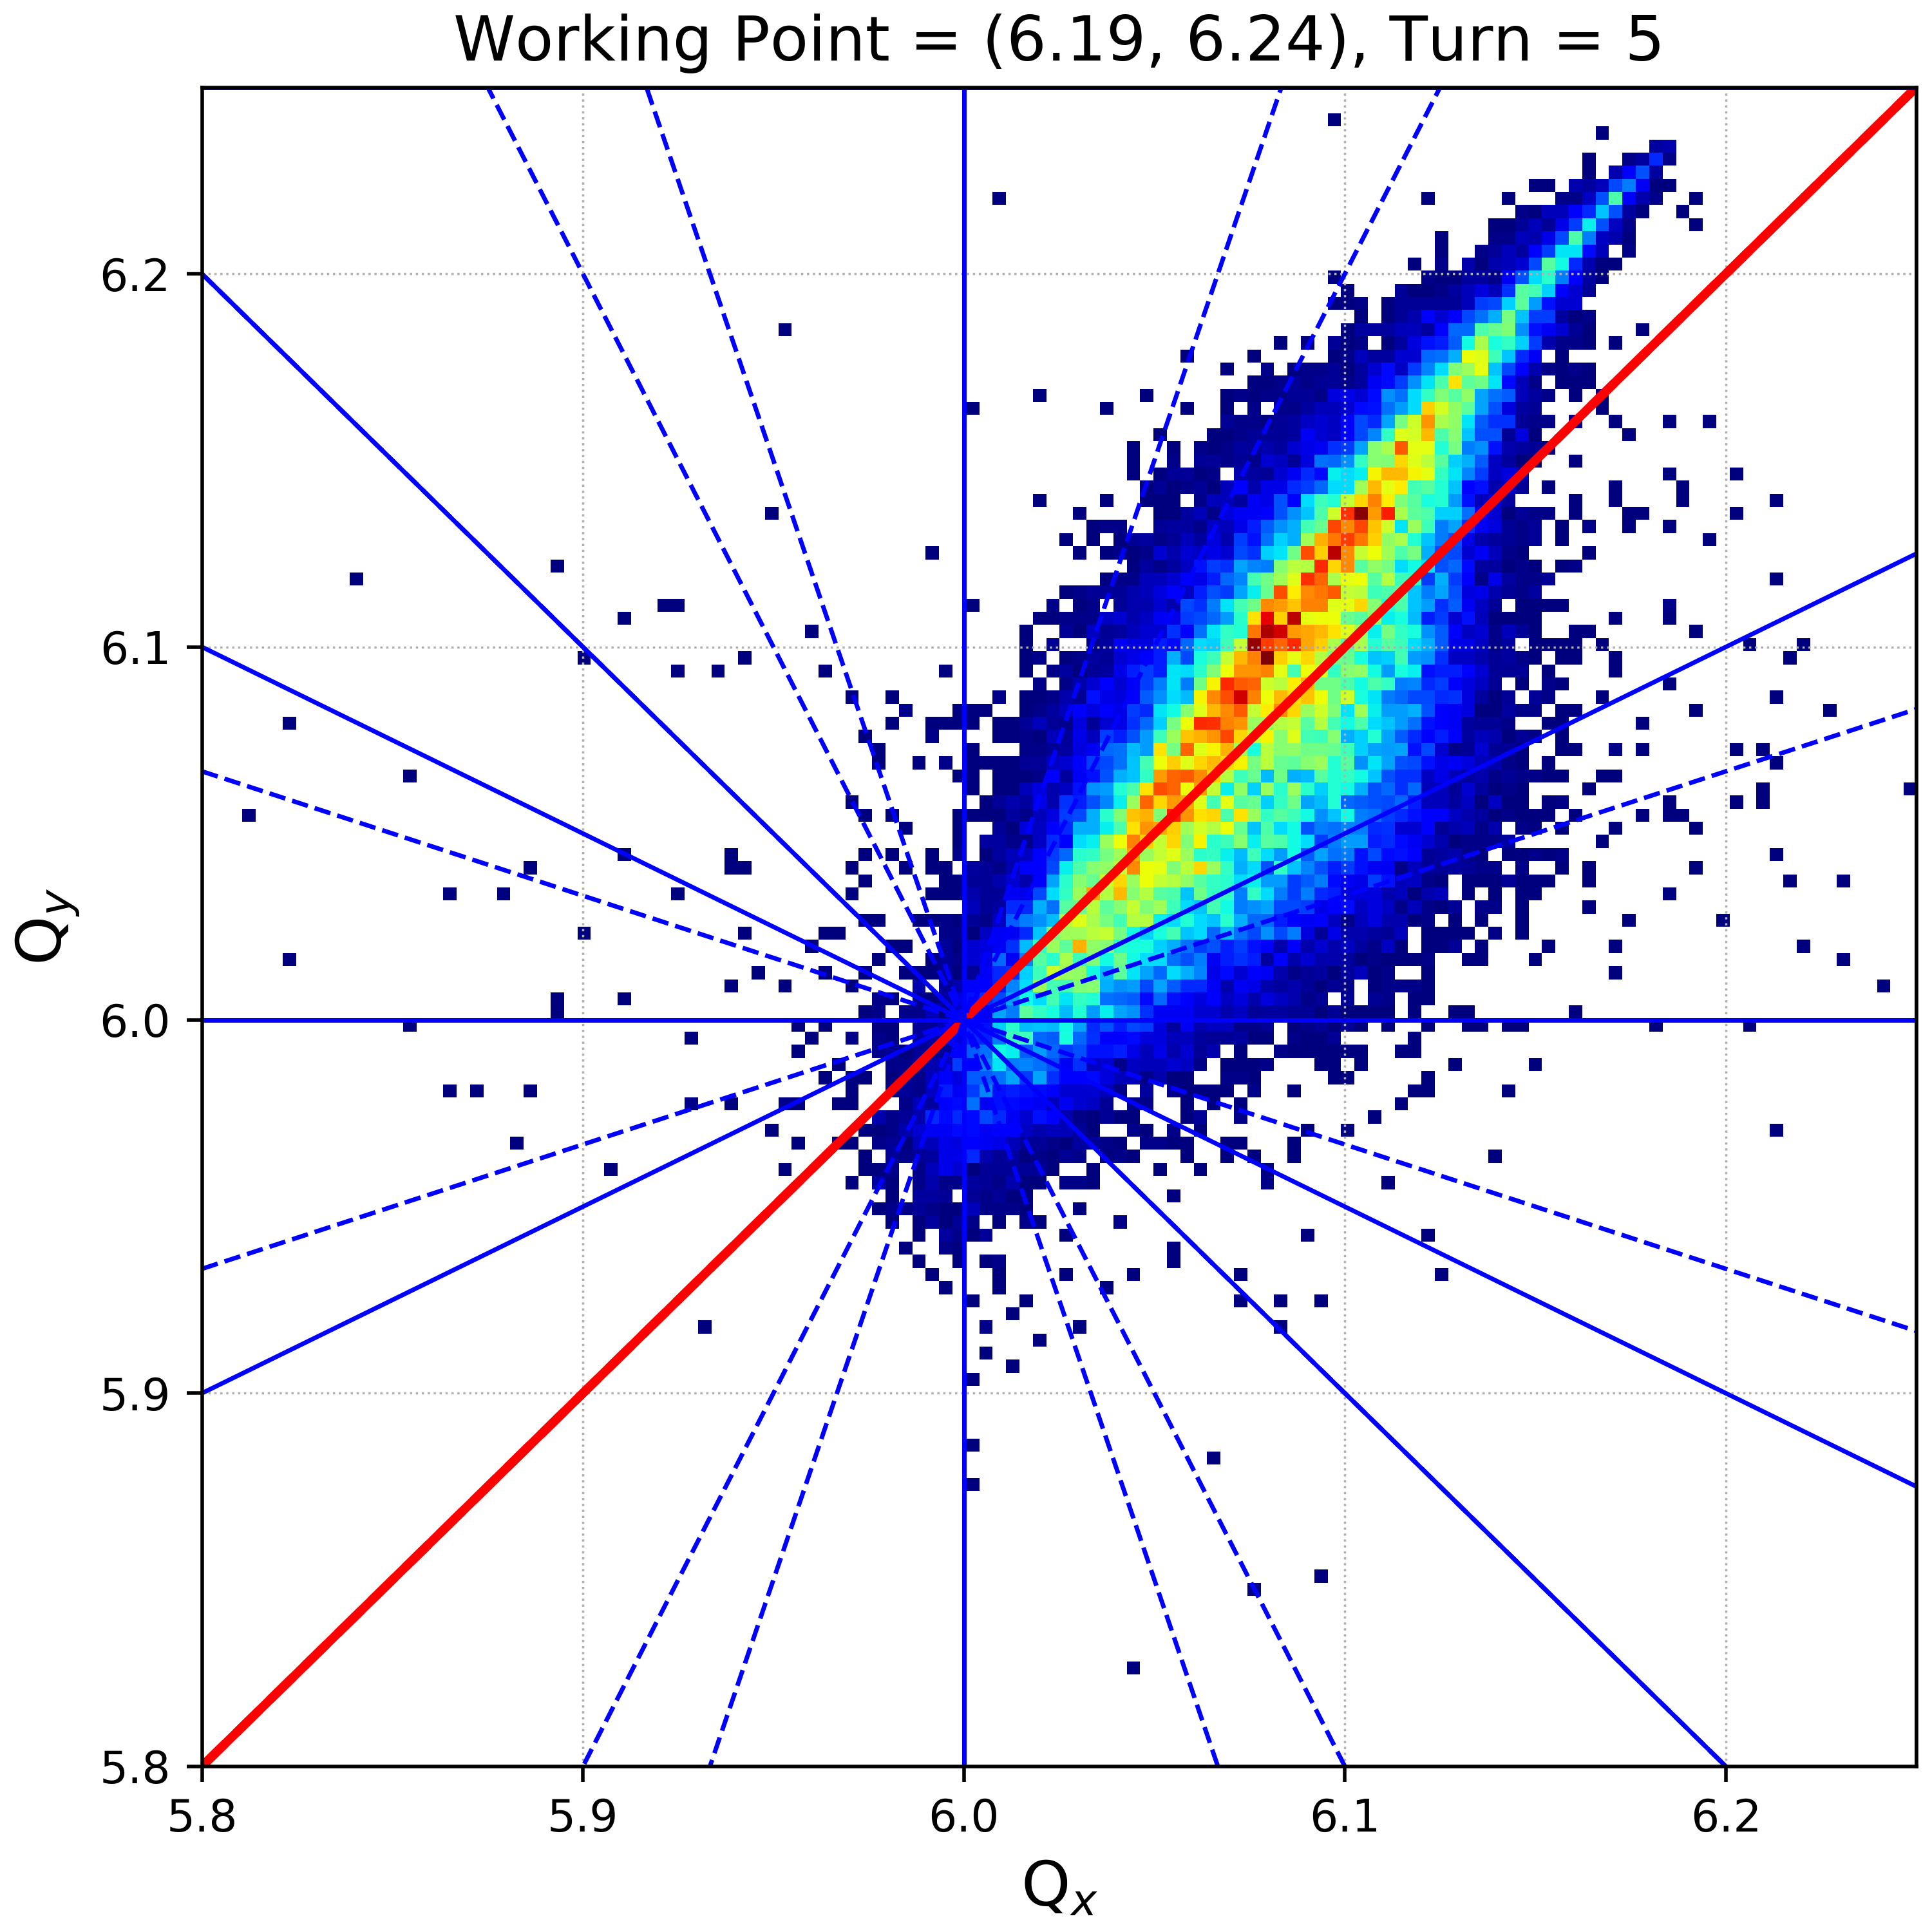 Working Point = (6.19, 6.24), Turn = 5
6.2
6.1
6.0
5.9
5.8
Qy
5.8 5.9 6.0 6.1 6.2
Qx